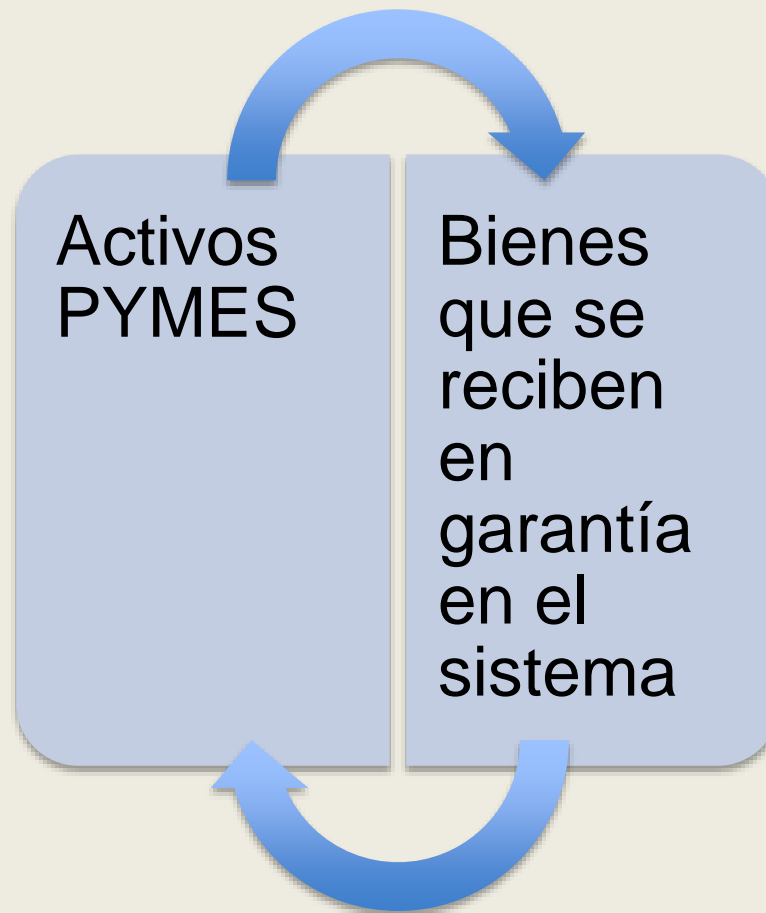 Activos
PYMES
Bienes
que se
reciben
en
garantía
en el
sistema